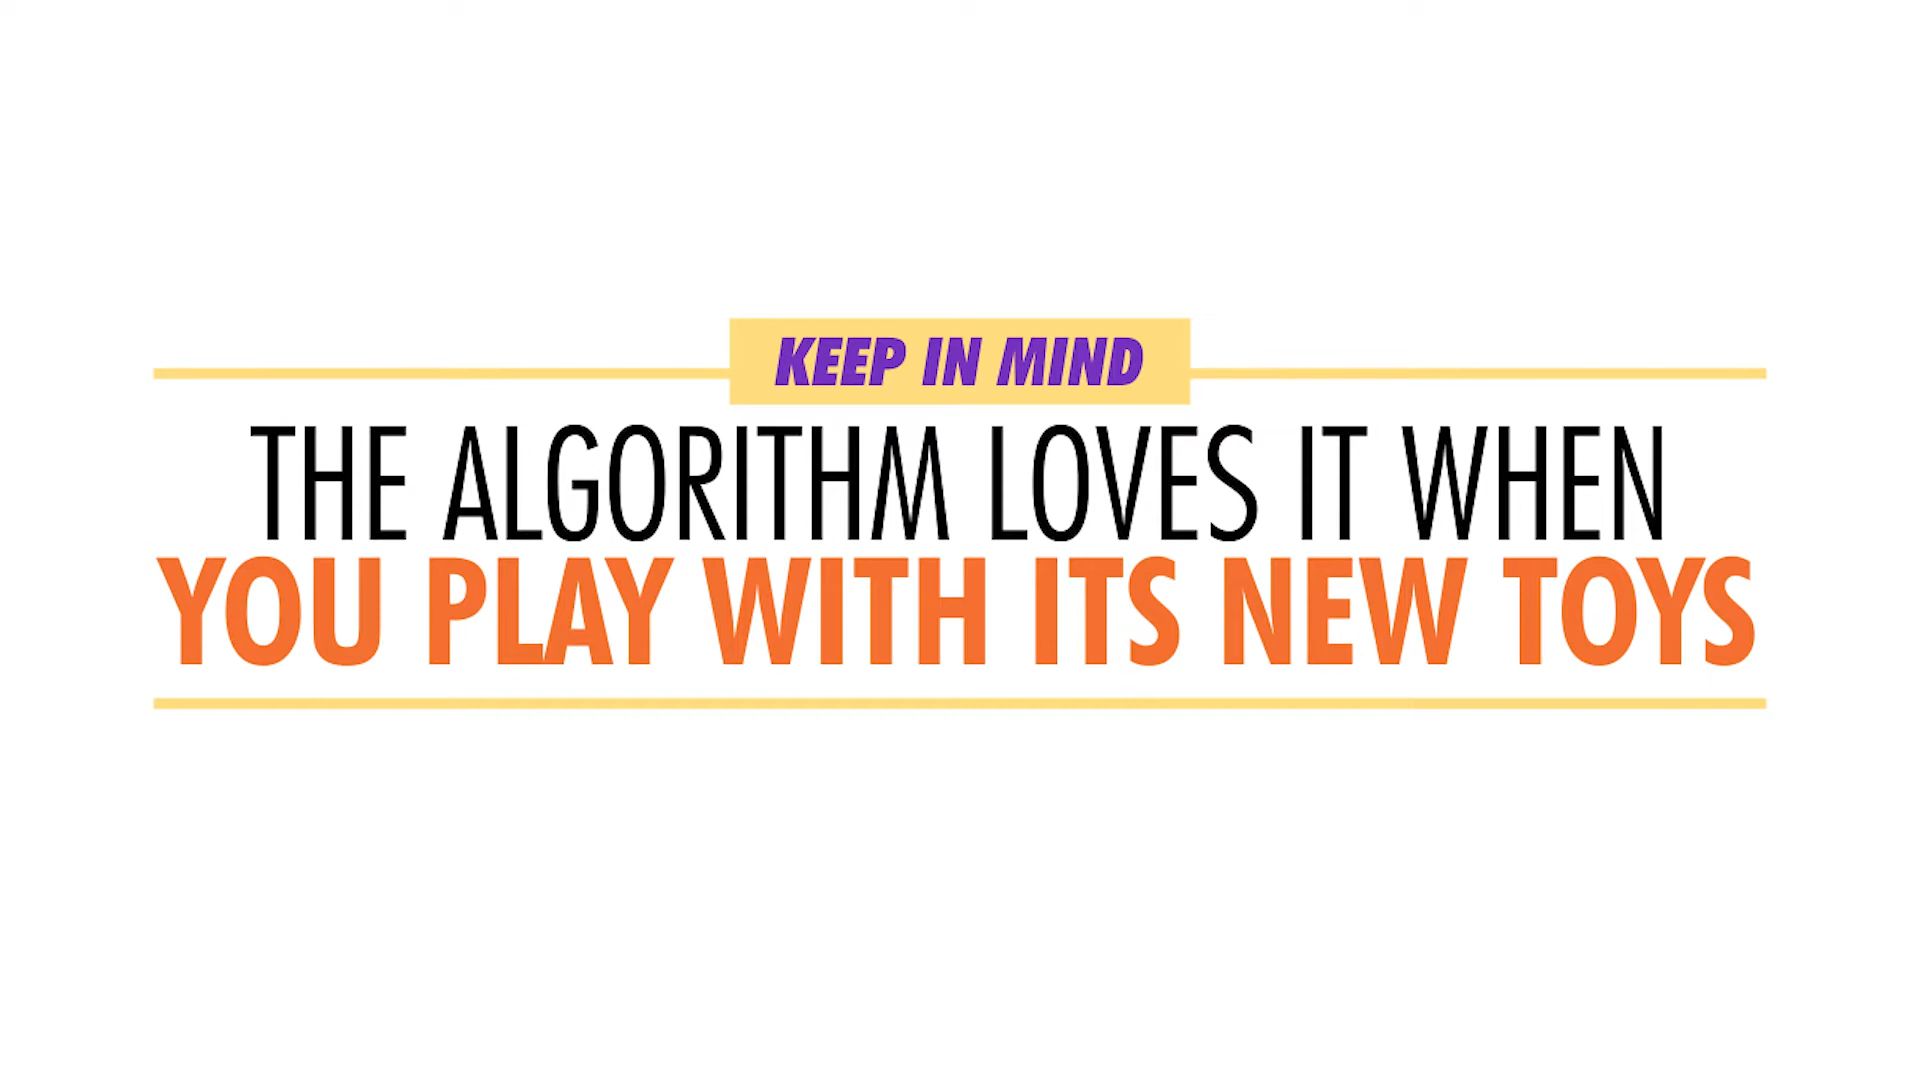 KEEP IN MIND
THE ALGORITHM LOVES IT WHEN
YOU PLAY WITH ITS NEW TOYS